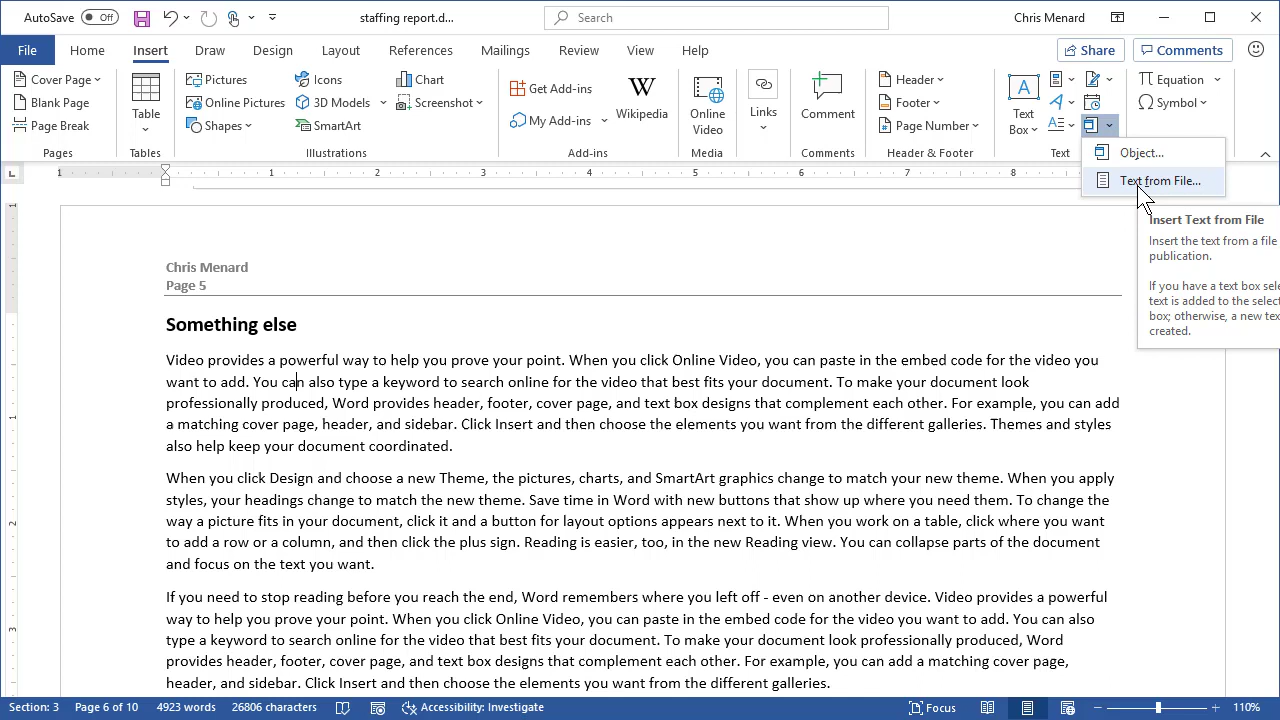 AutoSave Off staffing report.d... Search Chris Menard
File Home Insert Draw Design Layout References Mailings Review View Help Share Comments
Cover Page
Blank Page
Page Break
Pages
Table
Tables
Pictures Icons Chart
Online Pictures 3D Models Screenshot
Shapes SmartArt
Illustrations
Get Add-ins
My Add-ins
W
Wikipedia
Add-ins
Online
Video
Media
Links
Comment
Comments
Header
Footer
Page Number
Header & Footer
A
Text
Box
Text
Equation
Symbol
Object...
Text from File...
Insert Text from File
Insert the text from a file
publication.
If you have a text box sele
text is added to the select
box; otherwise, a new tex
created.
1 1 2 3 4 5 6 7 8
1
1
2
3
Chris Menard
Page 5
Something else
Video provides a powerful way to help you prove your point. When you click Online Video, you can paste in the embed code for the video you
want to add. You can also type a keyword to search online for the video that best fits your document. To make your document look
professionally produced, Word provides header, footer, cover page, and text box designs that complement each other. For example, you can add
a matching cover page, header, and sidebar. Click Insert and then choose the elements you want from the different galleries. Themes and styles
also help keep your document coordinated.
When you click Design and choose a new Theme, the pictures, charts, and SmartArt graphics change to match your new theme. When you apply
styles, your headings change to match the new theme. Save time in Word with new buttons that show up where you need them. To change the
way a picture fits in your document, click it and a button for layout options appears next to it. When you work on a table, click where you want
to add a row or a column, and then click the plus sign. Reading is easier, too, in the new Reading view. You can collapse parts of the document
and focus on the text you want.
If you need to stop reading before you reach the end, Word remembers where you left off - even on another device. Video provides a powerful
way to help you prove your point. When you click Online Video, you can paste in the embed code for the video you want to add. You can also
type a keyword to search online for the video that best fits your document. To make your document look professionally produced, Word
provides header, footer, cover page, and text box designs that complement each other. For example, you can add a matching cover page,
header, and sidebar. Click Insert and then choose the elements you want from the different galleries.
Section: 3 Page 6 of 10 4923 words 26806 characters Accessibility: Investigate Focus 110%